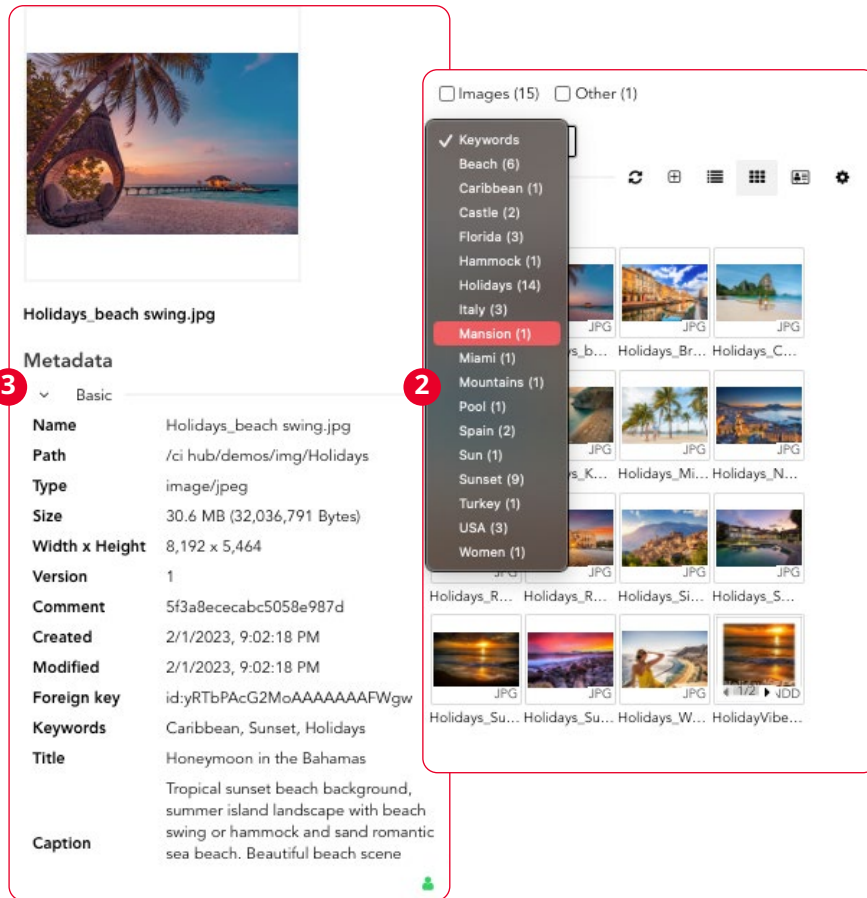 Holidays_beach swing.jpg
Metadata
3
Basic
Name Holidays_beach swing.jpg
Path /ci hub/demos/img/Holidays
Type image/jpeg
Size 30.6 MB (32,036,791 Bytes)
Width x Height 8,192 x 5,464
Version 1
Comment 5f3a8ececabc5058e987d
Created 2/1/2023, 9:02:18 PM
Modified 2/1/2023, 9:02:18 PM
Foreign key id:yRTbPAcG2MoAAAAAAAFWgw
Keywords Caribbean, Sunset, Holidays
Title Honeymoon in the Bahamas
Caption Tropical sunset beach background,
summer island landscape with beach
swing or hammock and sand romantic
sea beach. Beautiful beach scene
Images (15) Other (1)
Keywords
Beach (6)
Caribbean (1)
Castle (2)
Florida (3)
Hammock (1)
Holidays (14)
Italy (3)
Mansion (1)
Miami (1)
2
Mountains (1)
Pool (1)
Spain (2)
Sun (1)
Sunset (9)
Turkey (1)
USA (3)
Women (1)
JPG JPG JPG
s_b... Holidays_Br... Holidays_C...
JPG JPG JPG
s_K... Holidays_Mi... Holidays_N...
JPG JPG JPG JPG
Holidays_R... Holidays_R... Holidays_Si... Holidays_S...
JPG JPG JPG 1/2 NDD
Holidays_Su... Holidays_Su... Holidays_W... HolidayVibe...